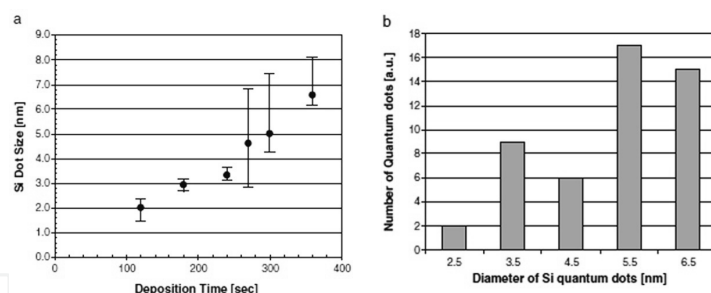 a
9.0
8.0
7.0
6.0
5.0
4.0
3.0
2.0
1.0
0.0
Si Dot Size [nm]
0 100 200 300 400
Deposition Time [sec]
b
18
16
14
12
10
8
6
4
2
0
Number of Quantum dots [a.u.]
2.5 3.5 4.5 5.5 6.5
Diameter of Si quantum dots [nm]